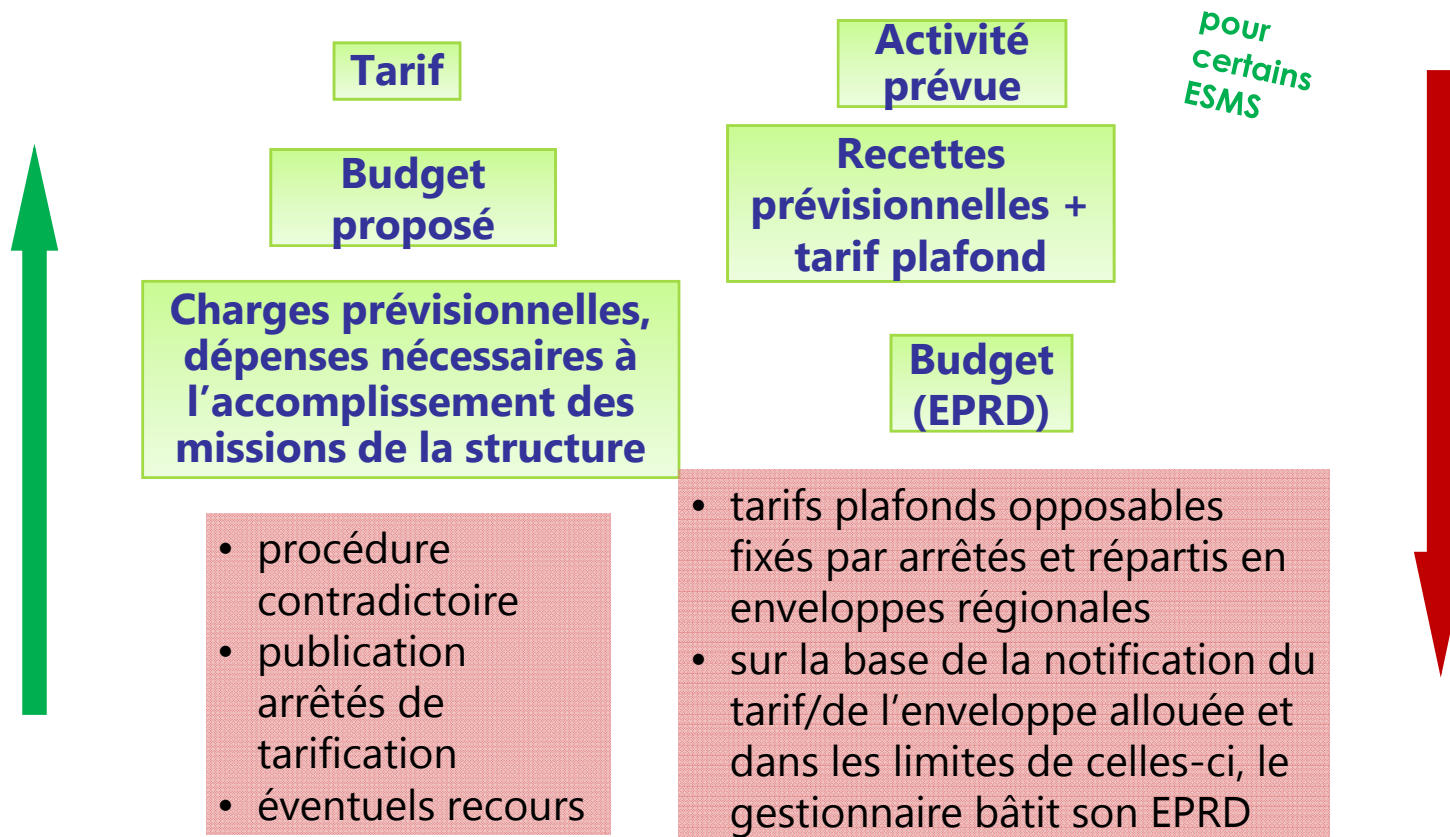 Tarif
Budget
proposé
Charges prévisionnelles,
dépenses nécessaires à
l’accomplissement des
missions de la structure
• procédure
contradictoire
• publication
arrêtés de
tarification
• éventuels recours
Activité
prévue
pour
certains
ESMS
Recettes
prévisionnelles +
tarif plafond
Budget
(EPRD)
• tarifs plafonds opposables
fixés par arrêtés et répartis en
enveloppes régionales
• sur la base de la notification du
tarif/de l’enveloppe allouée et
dans les limites de celles-ci, le
gestionnaire bâtit son EPRD